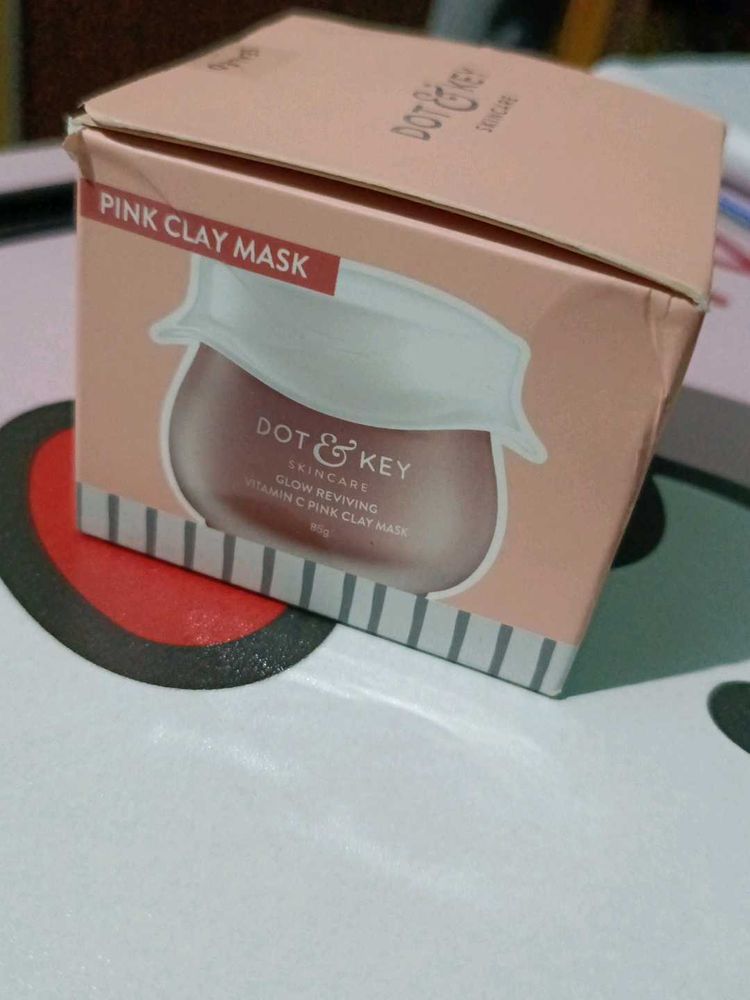 DOT & KEY
SKINCARE
PINK CLAY MASK
DOT & KEY
SKINCARE
GLOW REVIVING
VITAMIN C PINK CLAY MASK
85g